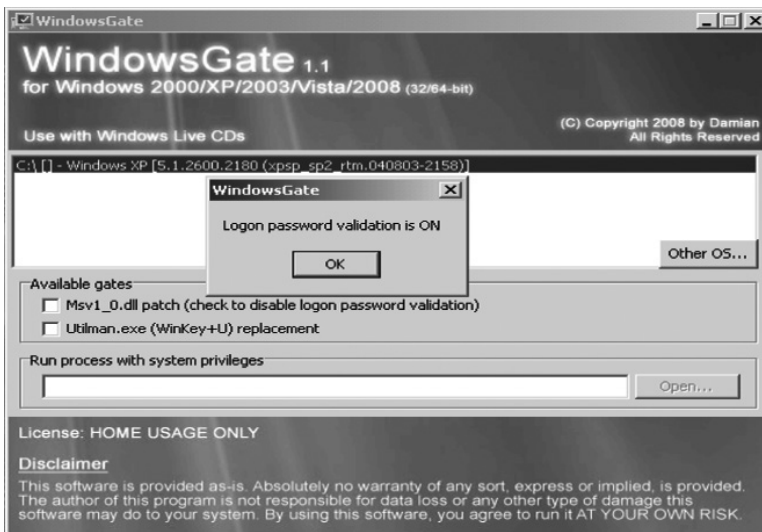 WindowsGate
WindowsGate 1.1
for Windows 2000/XP/2003/Vista/2008 (32/64-bit)
Use with Windows Live CDs
(C) Copyright 2008 by Damian
All Rights Reserved
C:\ [] - Windows XP [5.1.2600.2180 (xpsp_sp2_rtm.040803-2158)]
WindowsGate
Logon password validation is ON
OK
Other OS...
Available gates
Msv1_0.dll patch (check to disable logon password validation)
Utilman.exe (WinKey+U) replacement
Run process with system privileges
Open...
License: HOME USAGE ONLY
Disclaimer
This software is provided as-is. Absolutely no warranty of any sort, express or implied, is provided.
The author of this program is not responsible for data loss or any other type of damage this
software may do to your system. By using this software, you agree to run it AT YOUR OWN RISK.